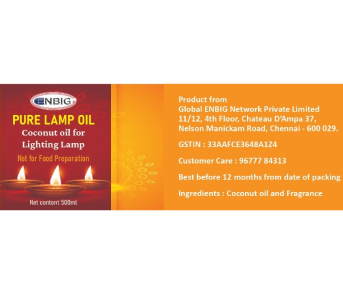 ENBIG
PURE LAMP OIL
Coconut oil for
Lighting Lamp
Not for Food Preparation
Net content 500ml
Product from
Global ENBIG Network Private Limited
11/12, 4th Floor, Chateau D'Ampa 37,
Nelson Manickam Road, Chennai - 600 029.
GSTIN : 33AAFCE3648A1Z4
Customer Care : 96777 84313
Best before 12 months from date of packing
Ingredients : Coconut oil and Fragrance